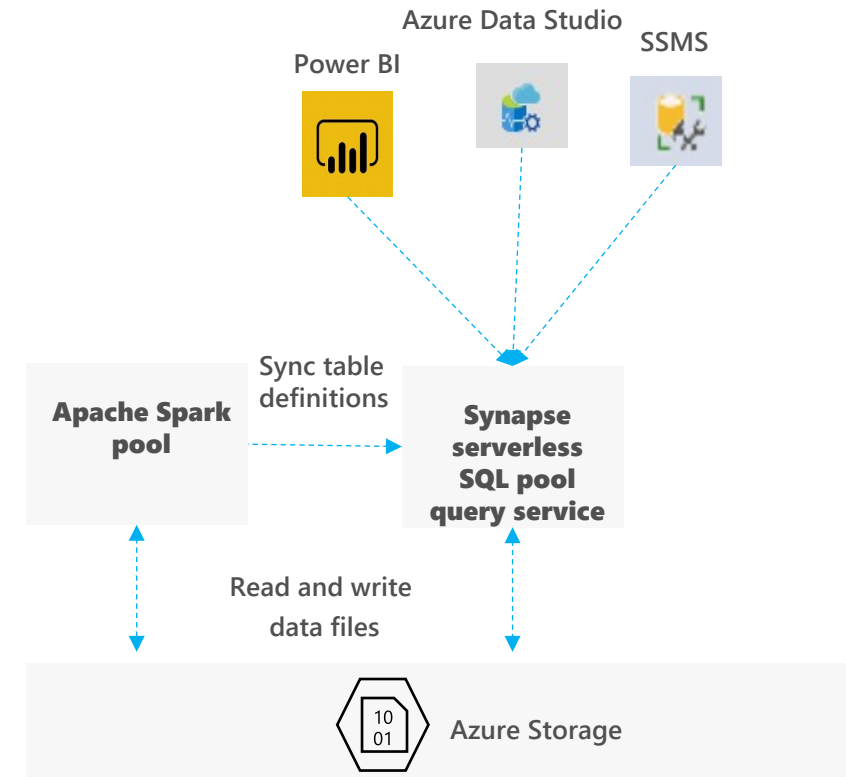 Azure Data Studio
SSMS
Power BI
Sync table
definitions
Apache Spark
pool
Synapse
serverless
SQL pool
query service
Read and write
data files
10
01
Azure Storage